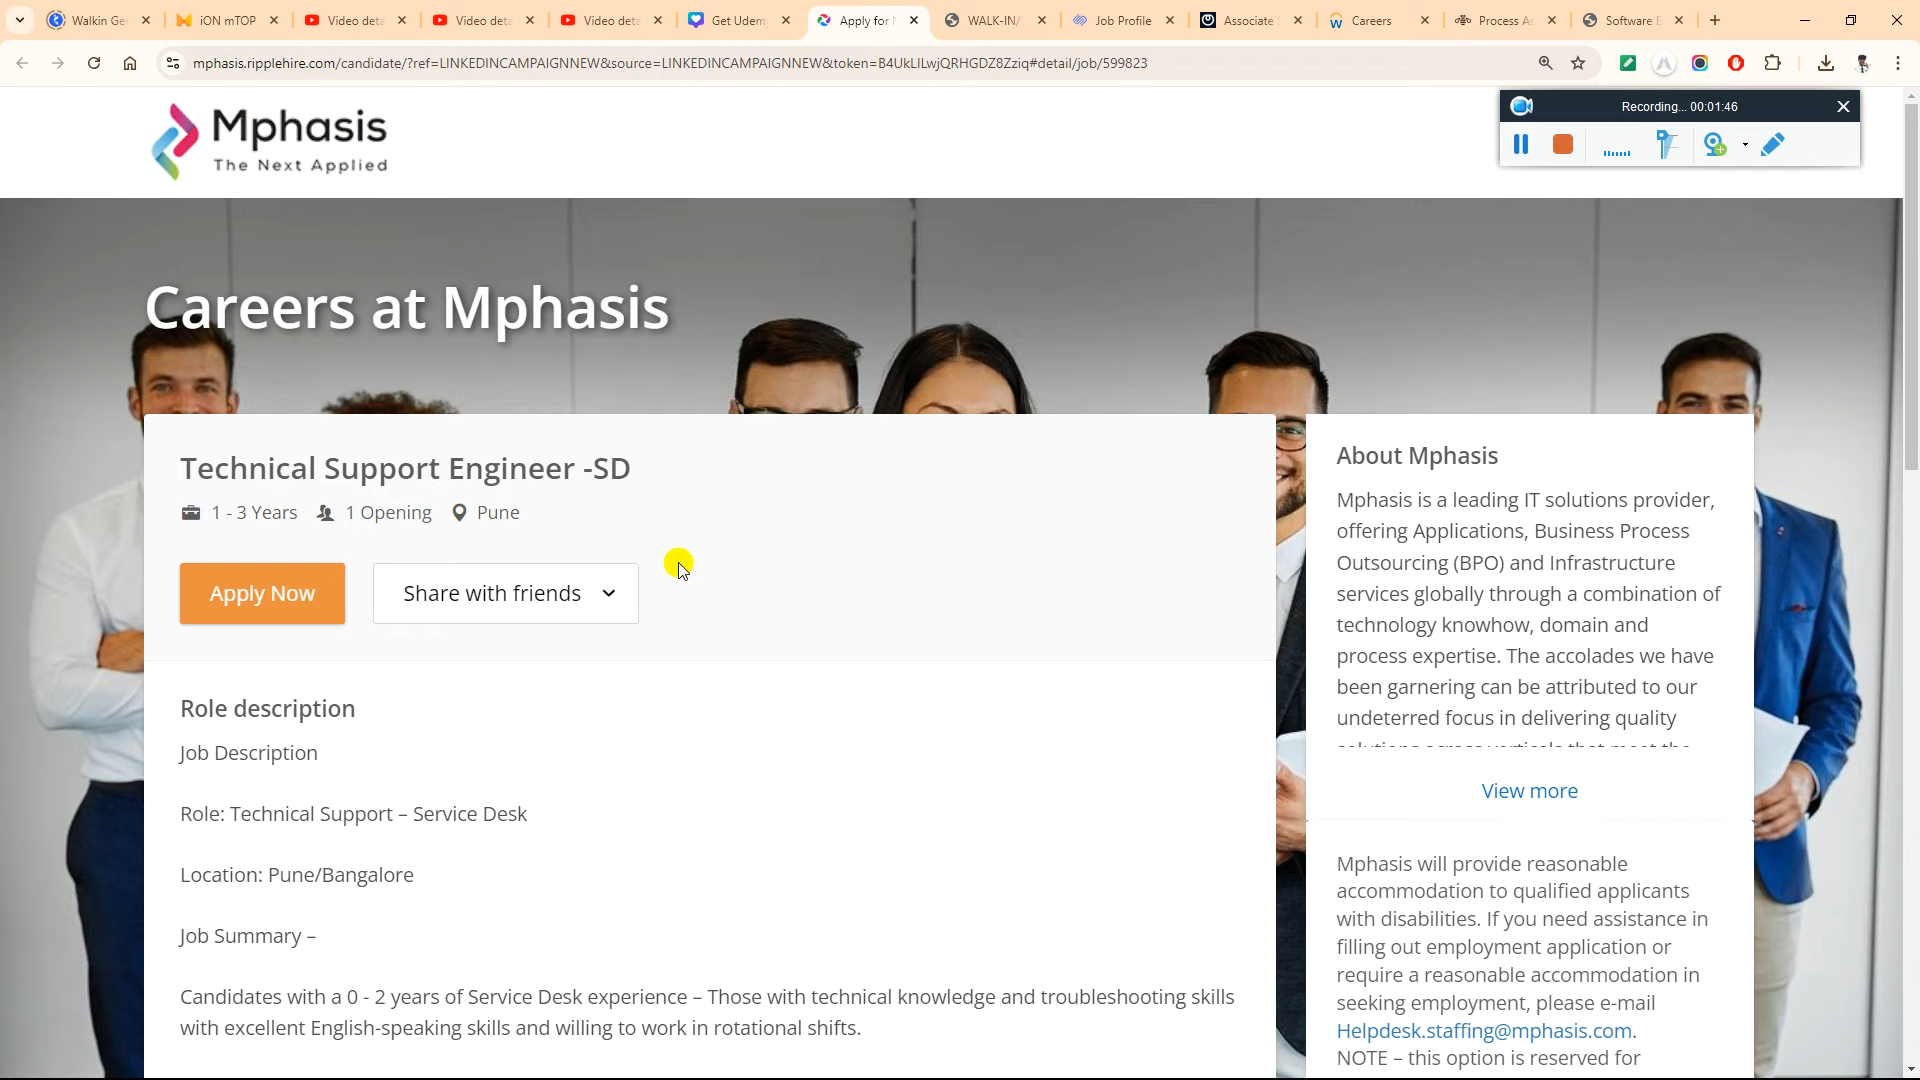 Walkin Ge
iON mTOP
Video deta
Video deta
Video deta
Get Udem
Apply for
WALK-IN/
Job Profile
Associate
Careers
Process As
Software E
mphasis.ripplehire.com/candidate/?ref=LINKEDINCAMPAIGNNEW&source=LINKEDINCAMPAIGNNEW&token=B4UkLILwjQRHGDZ8Zziq#detail/job/599823
Recording... 00:01:46
Mphasis
The Next Applied
Careers at Mphasis
Technical Support Engineer -SD
1 - 3 Years 1 Opening Pune
Apply Now
Share with friends
Role description
Job Description
Role: Technical Support – Service Desk
Location: Pune/Bangalore
Job Summary –
Candidates with a 0 - 2 years of Service Desk experience – Those with technical knowledge and troubleshooting skills
with excellent English-speaking skills and willing to work in rotational shifts.
About Mphasis
Mphasis is a leading IT solutions provider,
offering Applications, Business Process
Outsourcing (BPO) and Infrastructure
services globally through a combination of
technology knowhow, domain and
process expertise. The accolades we have
been garnering can be attributed to our
undeterred focus in delivering quality
solutions across verticals that meet the
View more
Mphasis will provide reasonable
accommodation to qualified applicants
with disabilities. If you need assistance in
filling out employment application or
require a reasonable accommodation in
seeking employment, please e-mail
Helpdesk.staffing@mphasis.com.
NOTE – this option is reserved for